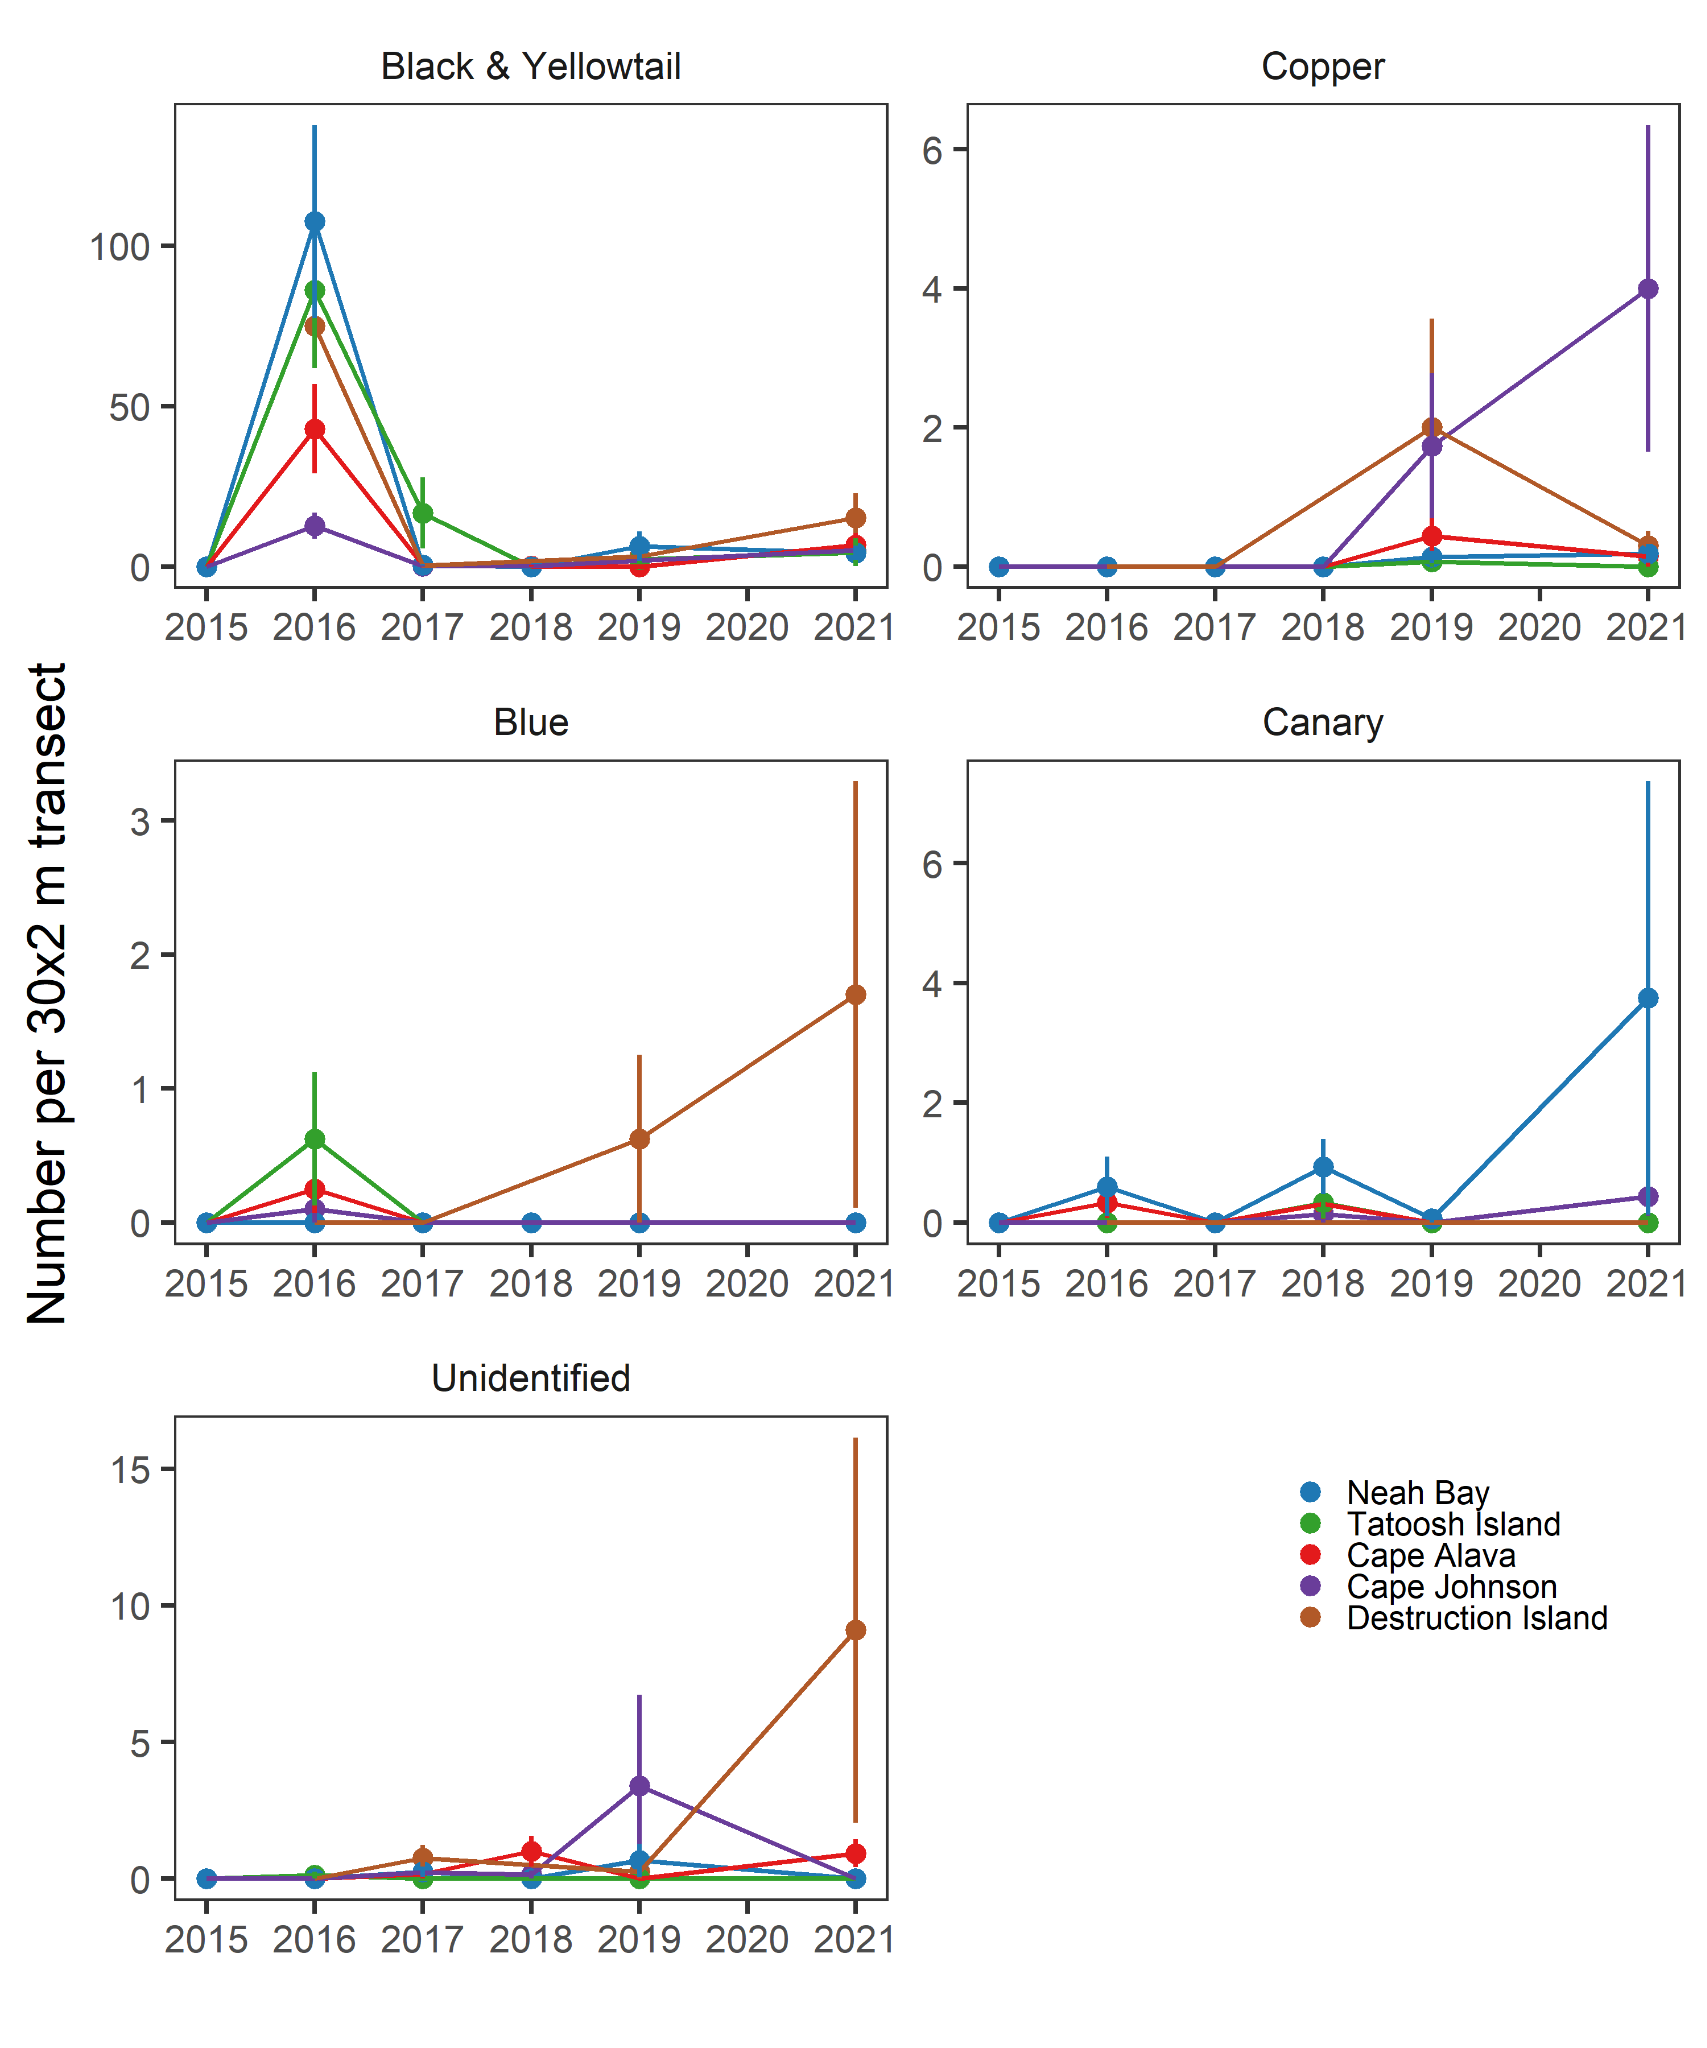 Black & Yellowtail
Copper
100
50
0
2015 2016 2017 2018 2019 2020 2021
6
4
2
0
2015 2016 2017 2018 2019 2020 2021
Number per 30x2 m transect
Blue
Canary
3
2
1
0
2015 2016 2017 2018 2019 2020 2021
6
4
2
0
2015 2016 2017 2018 2019 2020 2021
Unidentified
15
10
5
0
2015 2016 2017 2018 2019 2020 2021
Neah Bay
Tatoosh Island
Cape Alava
Cape Johnson
Destruction Island